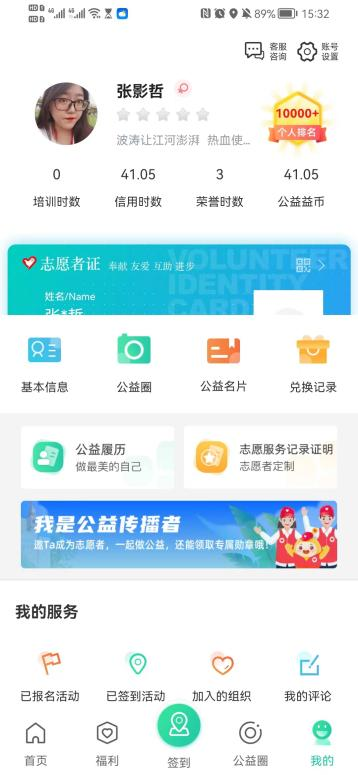 HD 1 HD 2 4G 4G 89% 15:32
客服咨询 账号设置
张影哲
10000+
个人排名
波涛让江河澎湃 热血使...
0 41.05 3 41.05
培训时数 信用时数 荣誉时数 公益益币
志愿者证 奉献 友爱 互助 进步
VOLUNTEER
IDENTITY
CARD
姓名/Name
张*哲
基本信息 公益圈 公益名片 兑换记录
公益履历 志愿服务记录证明
做最美的自己 志愿者定制
我是公益传播者
邀Ta成为志愿者，一起做公益，还能领取专属勋章哦！
我的服务
已报名活动 已签到活动 加入的组织 我的评论
首页 福利 签到 公益圈 我的